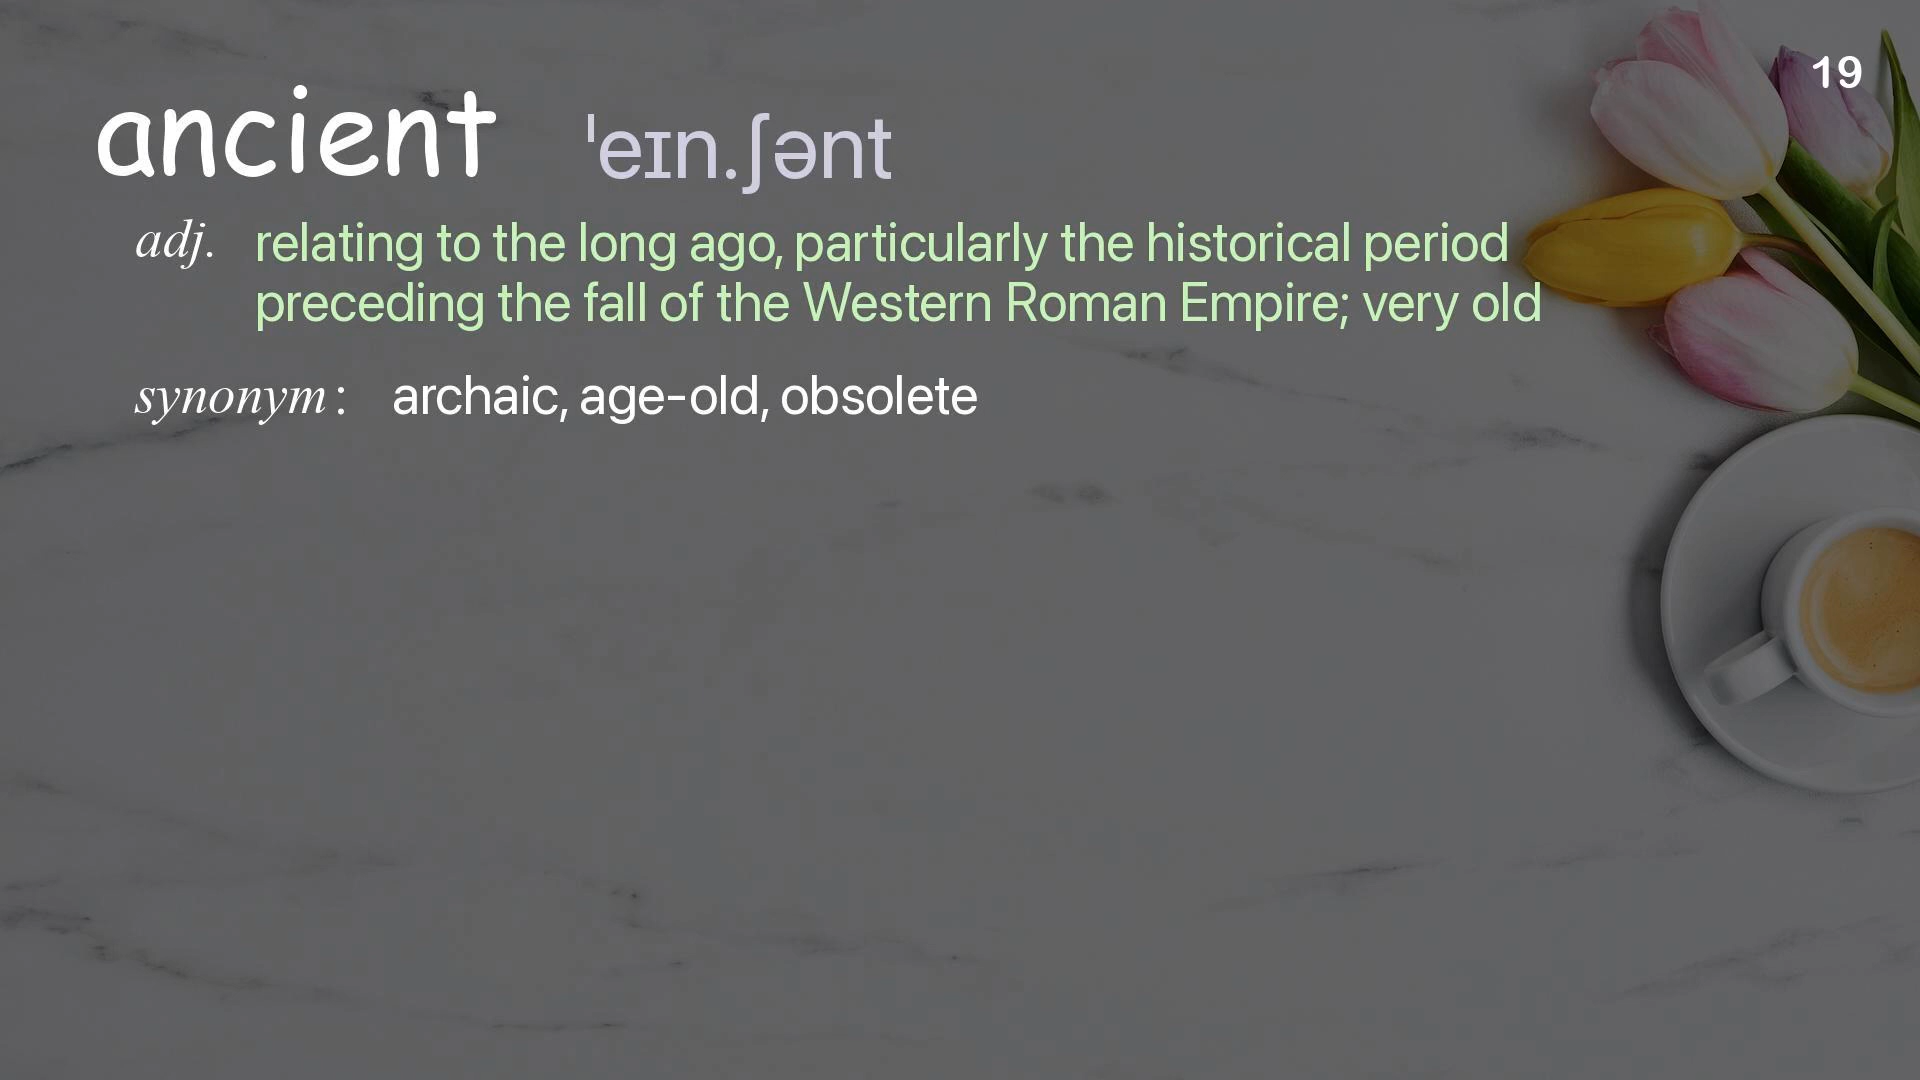 19
ancient ˈeɪn.ʃənt
adj. relating to the long ago, particularly the historical period
preceding the fall of the Western Roman Empire; very old
synonym : archaic, age-old, obsolete